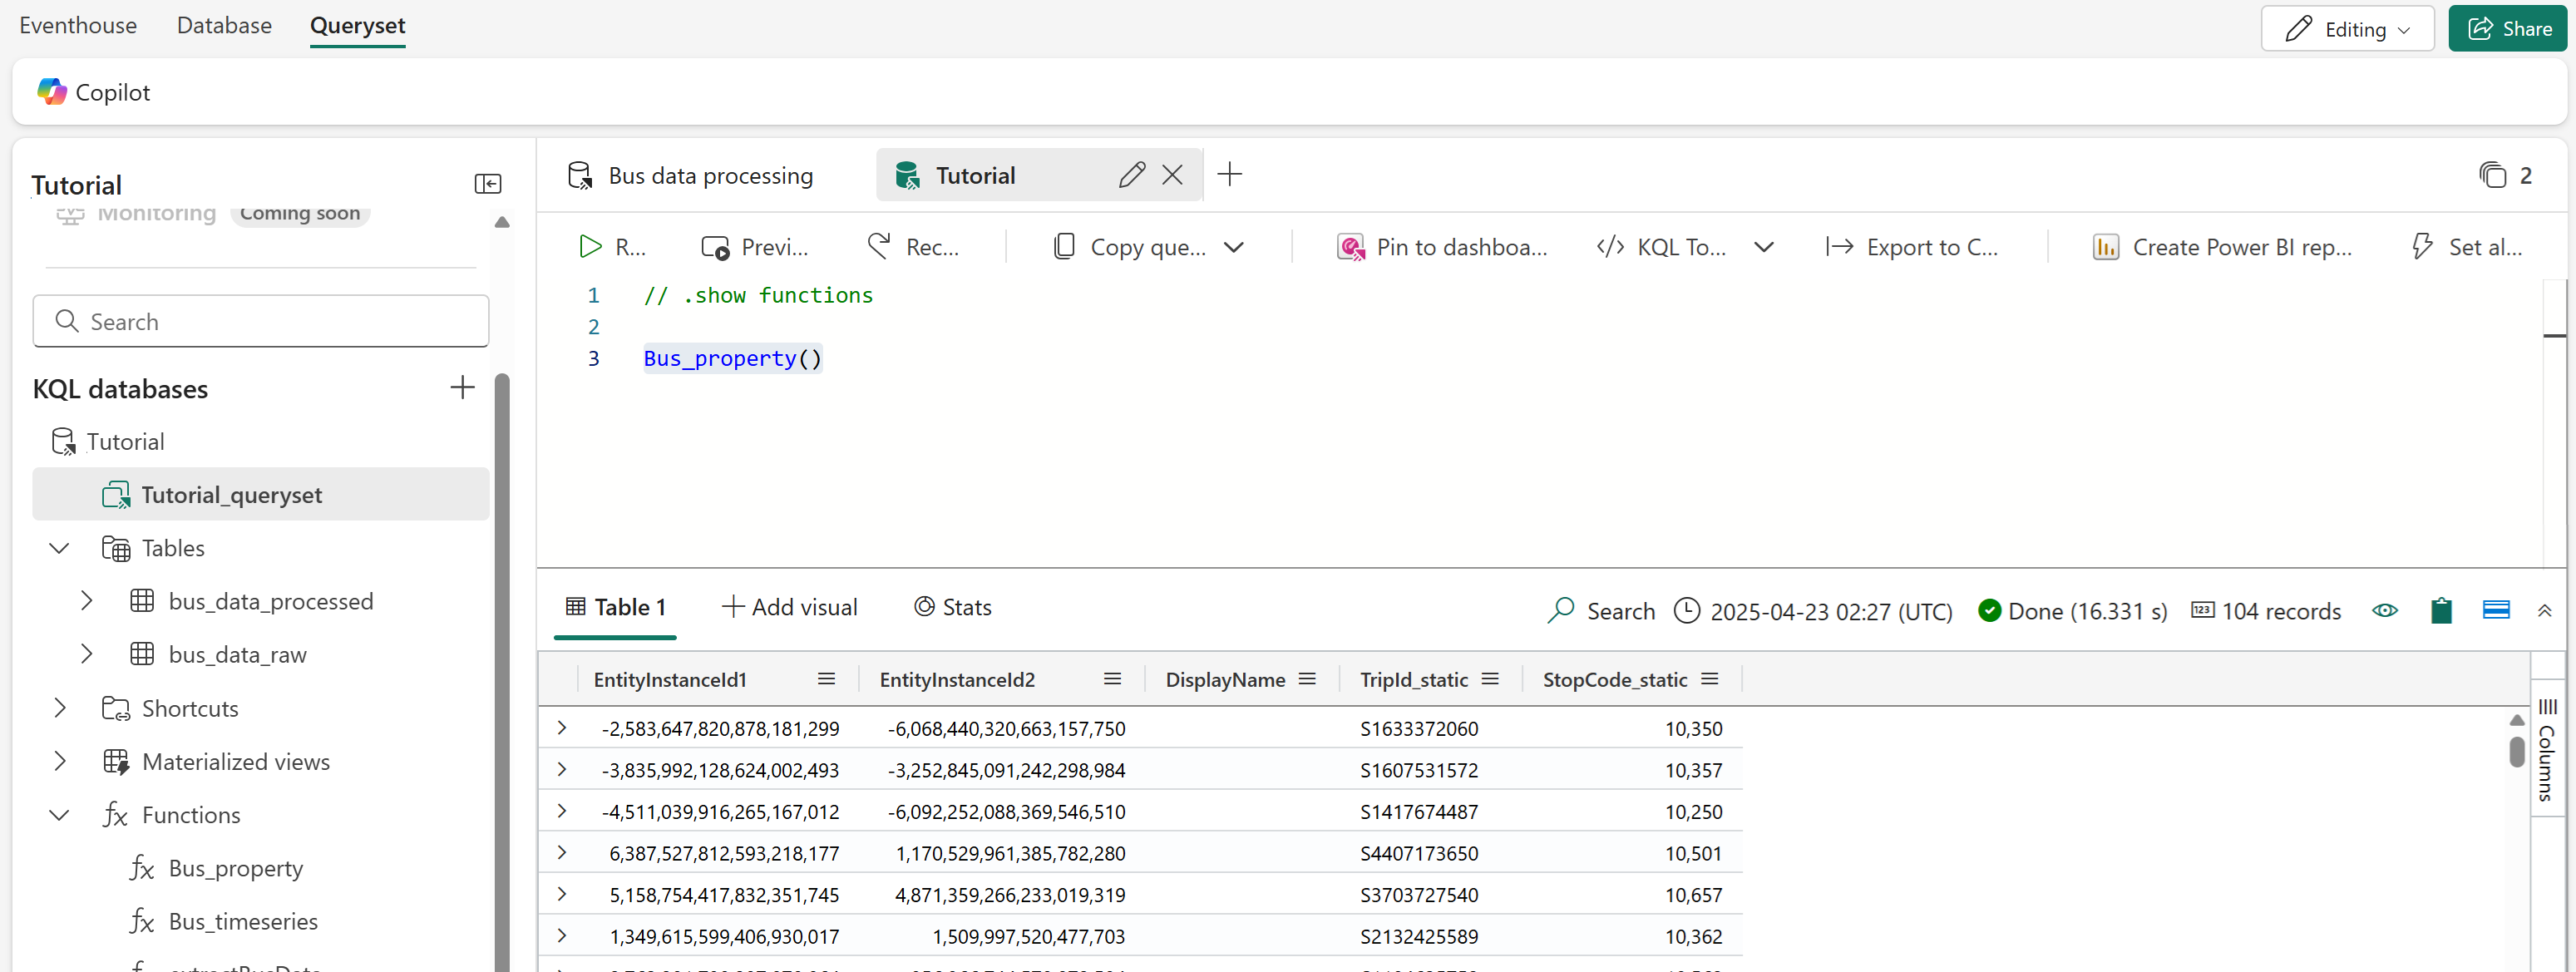 Eventhouse Database Queryset Editing Share
Copilot
Tutorial
Monitoring Coming soon
Search
KQL databases
Tutorial
Tutorial_queryset
Tables
bus_data_processed
bus_data_raw
Shortcuts
Materialized views
Functions
Bus_property
Bus_timeseries
Bus data processing Tutorial 2
R... Previ... Rec... Copy que... Pin to dashboa... KQL To... Export to C... Create Power BI rep... Set al...
1 // .show functions
2
3 Bus_property()
Table 1 Add visual Stats Search 2025-04-23 02:27 (UTC) Done (16.331 s) 123 104 records
EntityInstanceId1 EntityInstanceId2 DisplayName TripId_static StopCode_static
-2,583,647,820,878,181,299 -6,068,440,320,663,157,750 S1633372060 10,350
-3,835,992,128,624,002,493 -3,252,845,091,242,298,984 S1607531572 10,357
-4,511,039,916,265,167,012 -6,092,252,088,369,546,510 S1417674487 10,250
6,387,527,812,593,218,177 1,170,529,961,385,782,280 S4407173650 10,501
5,158,754,417,832,351,745 4,871,359,266,233,019,319 S3703727540 10,657
1,349,615,599,406,930,017 1,509,997,520,477,703 S2132425589 10,362
Columns